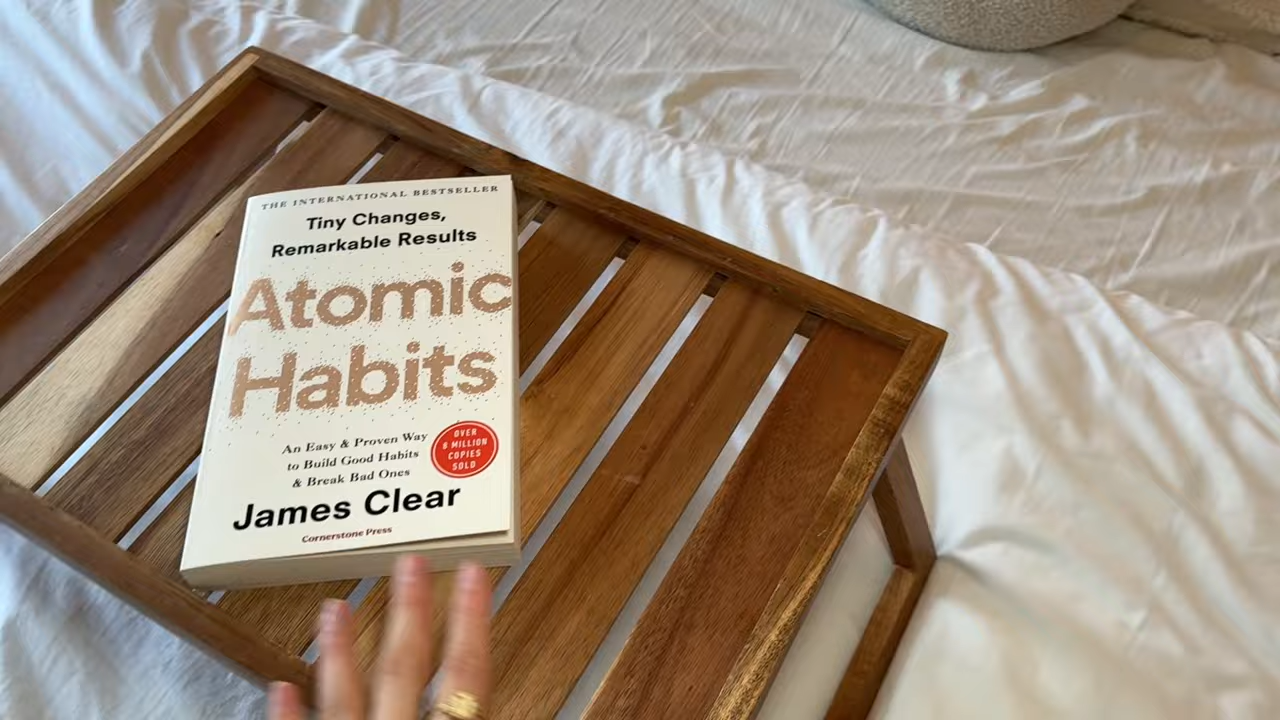 THE INTERNATIONAL BESTSELLER
Tiny Changes,
Remarkable Results
Atomic
Habits
An Easy & Proven Way
to Build Good Habits
& Break Bad Ones
OVER
8 MILLION
COPIES
SOLD
James Clear
Cornerstone Press